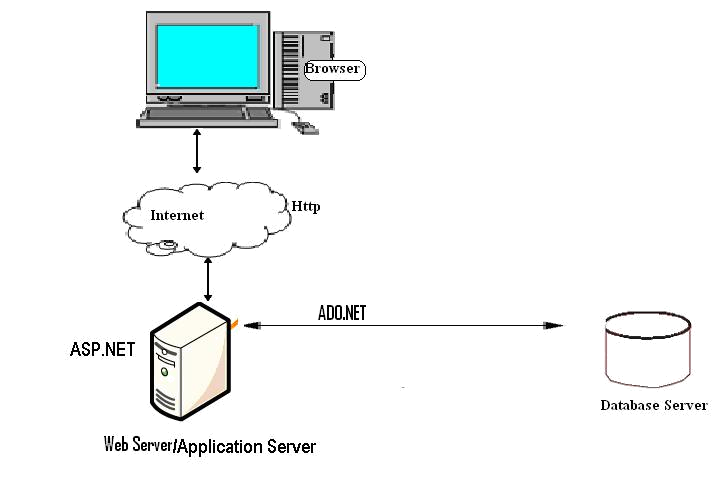 Browser
Internet
Http
ADO.NET
ASP.NET
Database Server
Web Server/Application Server